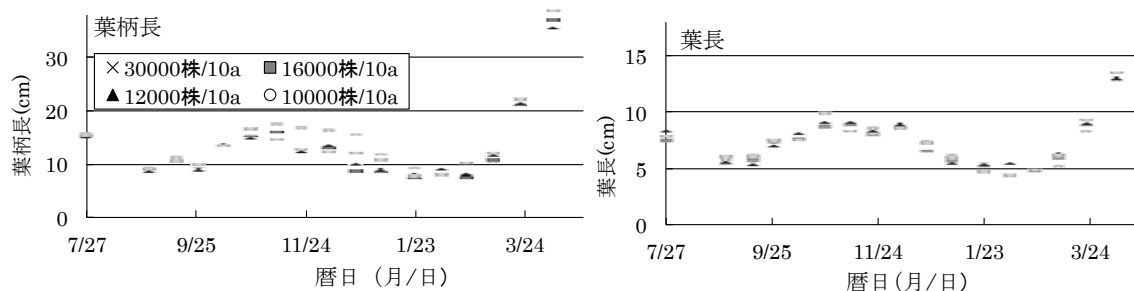 葉柄長
30
20
10
0
葉柄長(cm)
×30000株/10a ■16000株/10a
▲12000株/10a ○10000株/10a
7/27 9/25 11/24 1/23 3/24
暦日 (月/日)
葉長
15
10
5
0
葉長(cm)
7/27 9/25 11/24 1/23 3/24
暦日(月/日)